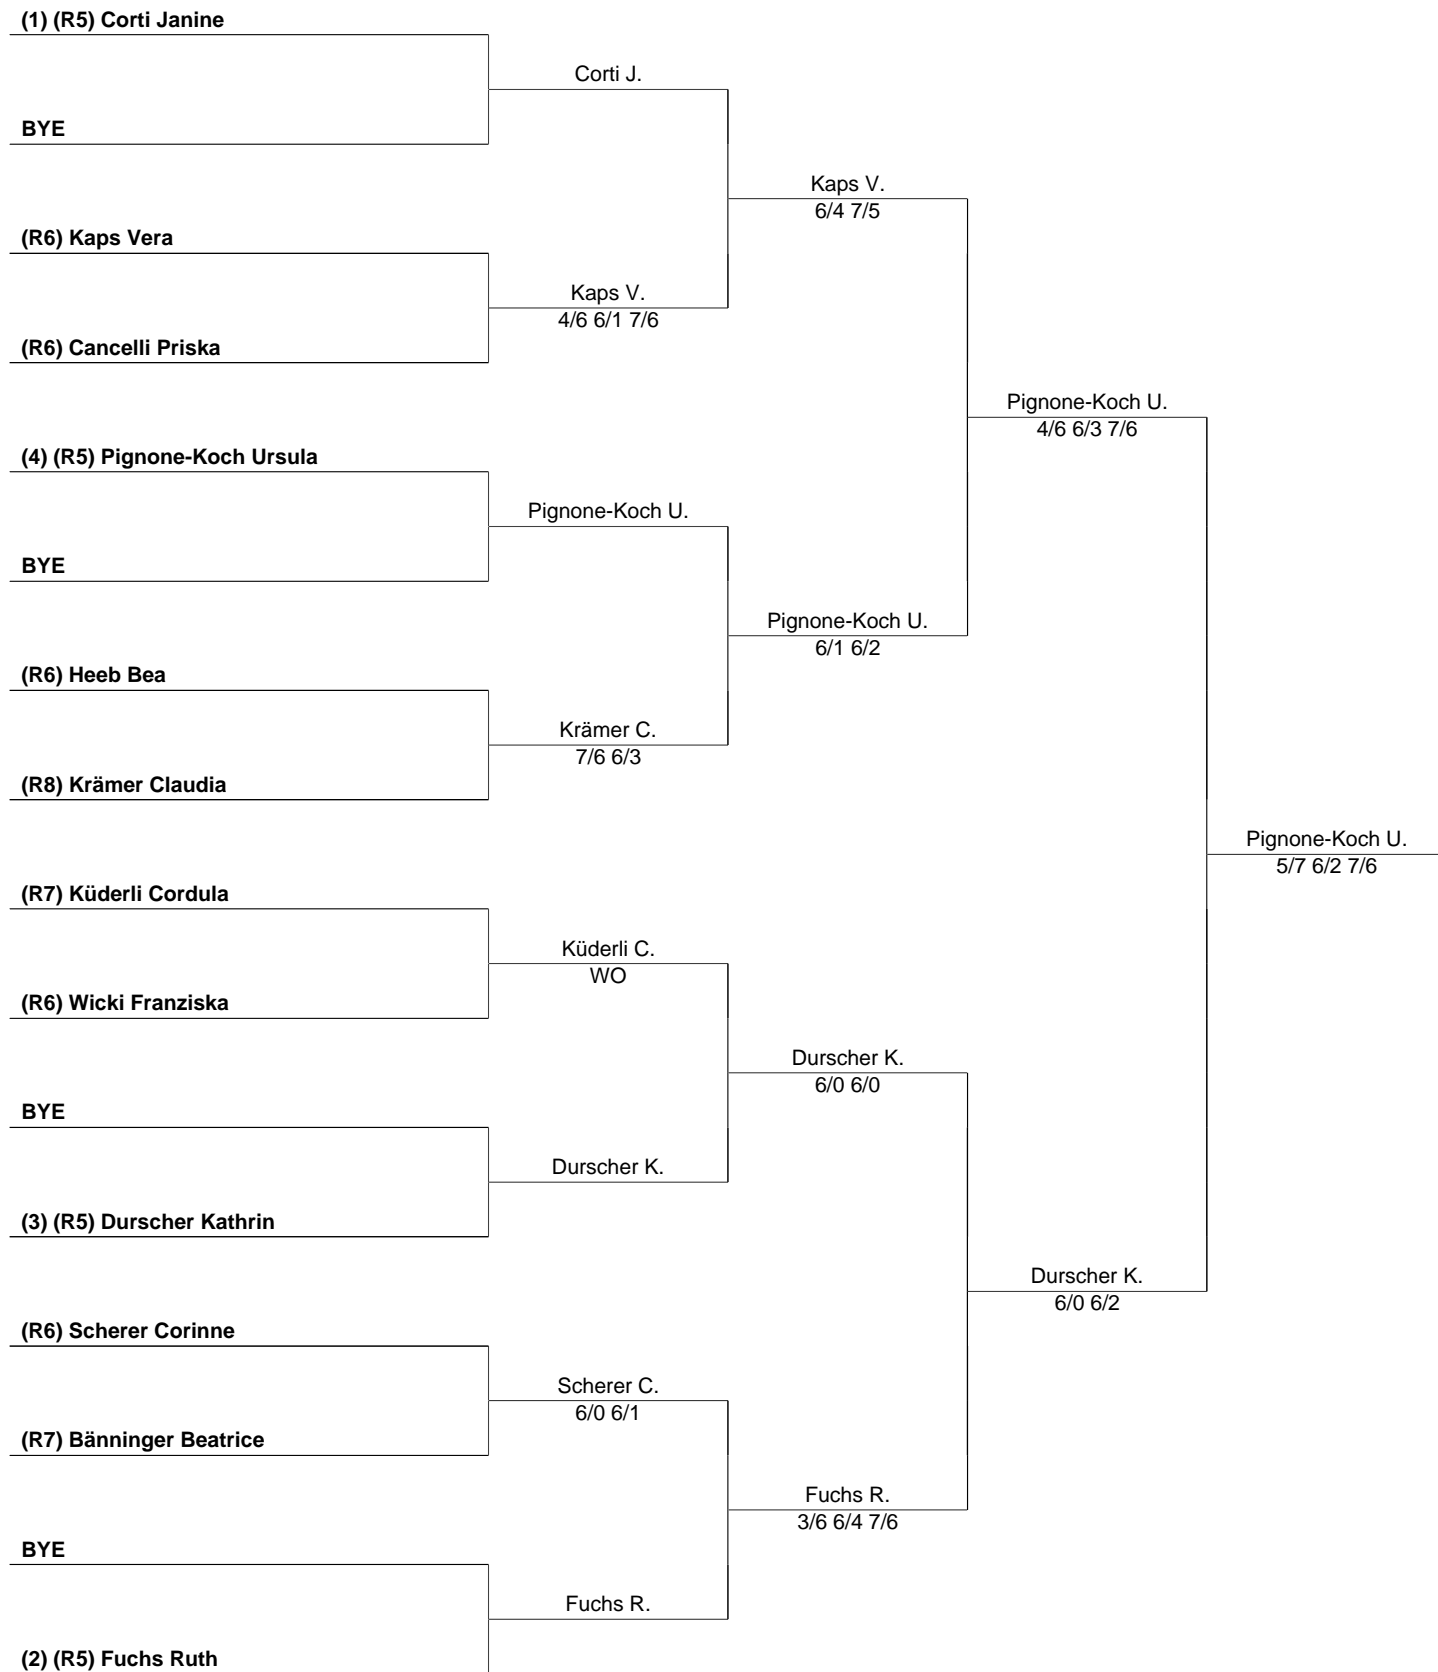 (1) (R5) Corti Janine
Corti J.
BYE
Kaps V.
6/4 7/5
(R6) Kaps Vera
Kaps V.
4/6 6/1 7/6
(R6) Cancelli Priska
Pignone-Koch U.
4/6 6/3 7/6
(4) (R5) Pignone-Koch Ursula
Pignone-Koch U.
BYE
Pignone-Koch U.
6/1 6/2
(R6) Heeb Bea
Krämer C.
7/6 6/3
(R8) Krämer Claudia
Pignone-Koch U.
5/7 6/2 7/6
(R7) Küderli Cordula
Küderli C.
WO
(R6) Wicki Franziska
Durscher K.
6/0 6/0
BYE
Durscher K.
(3) (R5) Durscher Kathrin
Durscher K.
6/0 6/2
(R6) Scherer Corinne
Scherer C.
6/0 6/1
(R7) Bänninger Beatrice
Fuchs R.
3/6 6/4 7/6
BYE
Fuchs R.
(2) (R5) Fuchs Ruth